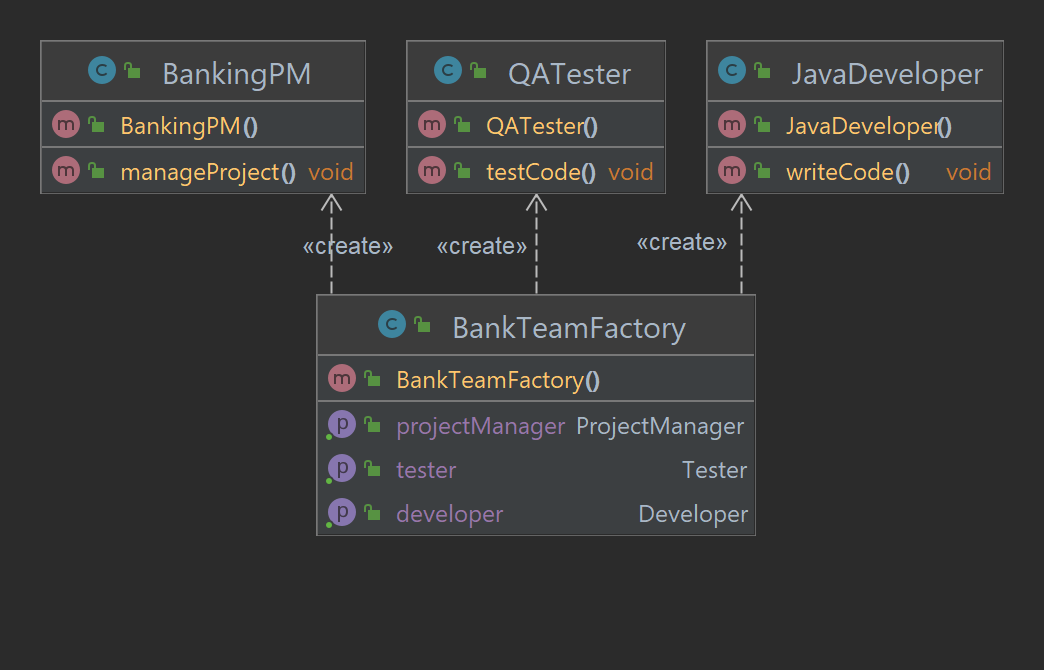 BankingPM
BankingPM()
manageProject() void
QATester
QATester()
testCode() void
JavaDeveloper
JavaDeveloper()
writeCode() void
«create»
«create»
«create»
BankTeamFactory
BankTeamFactory()
projectManager ProjectManager
tester Tester
developer Developer